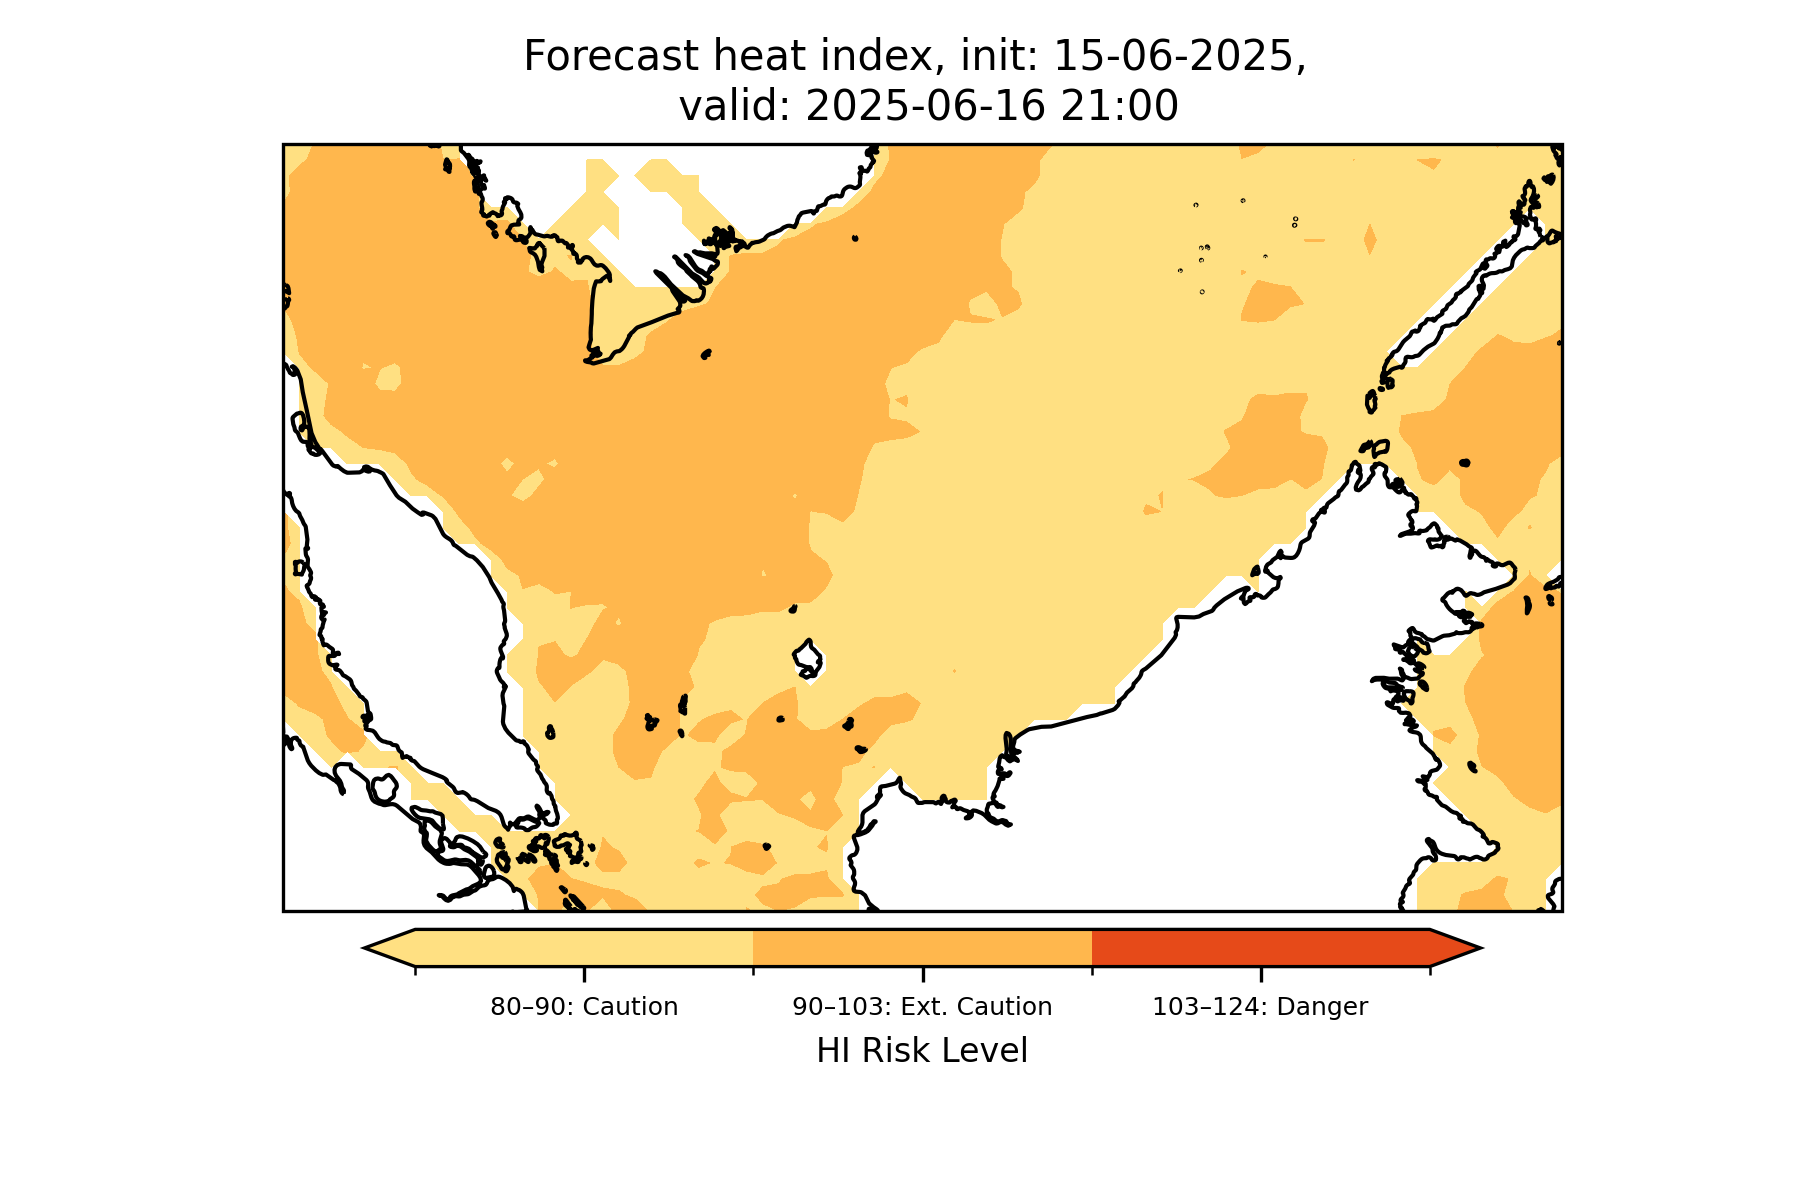 Forecast heat index, init: 15-06-2025,
valid: 2025-06-16 21:00
80–90: Caution
90–103: Ext. Caution
103–124: Danger
HI Risk Level